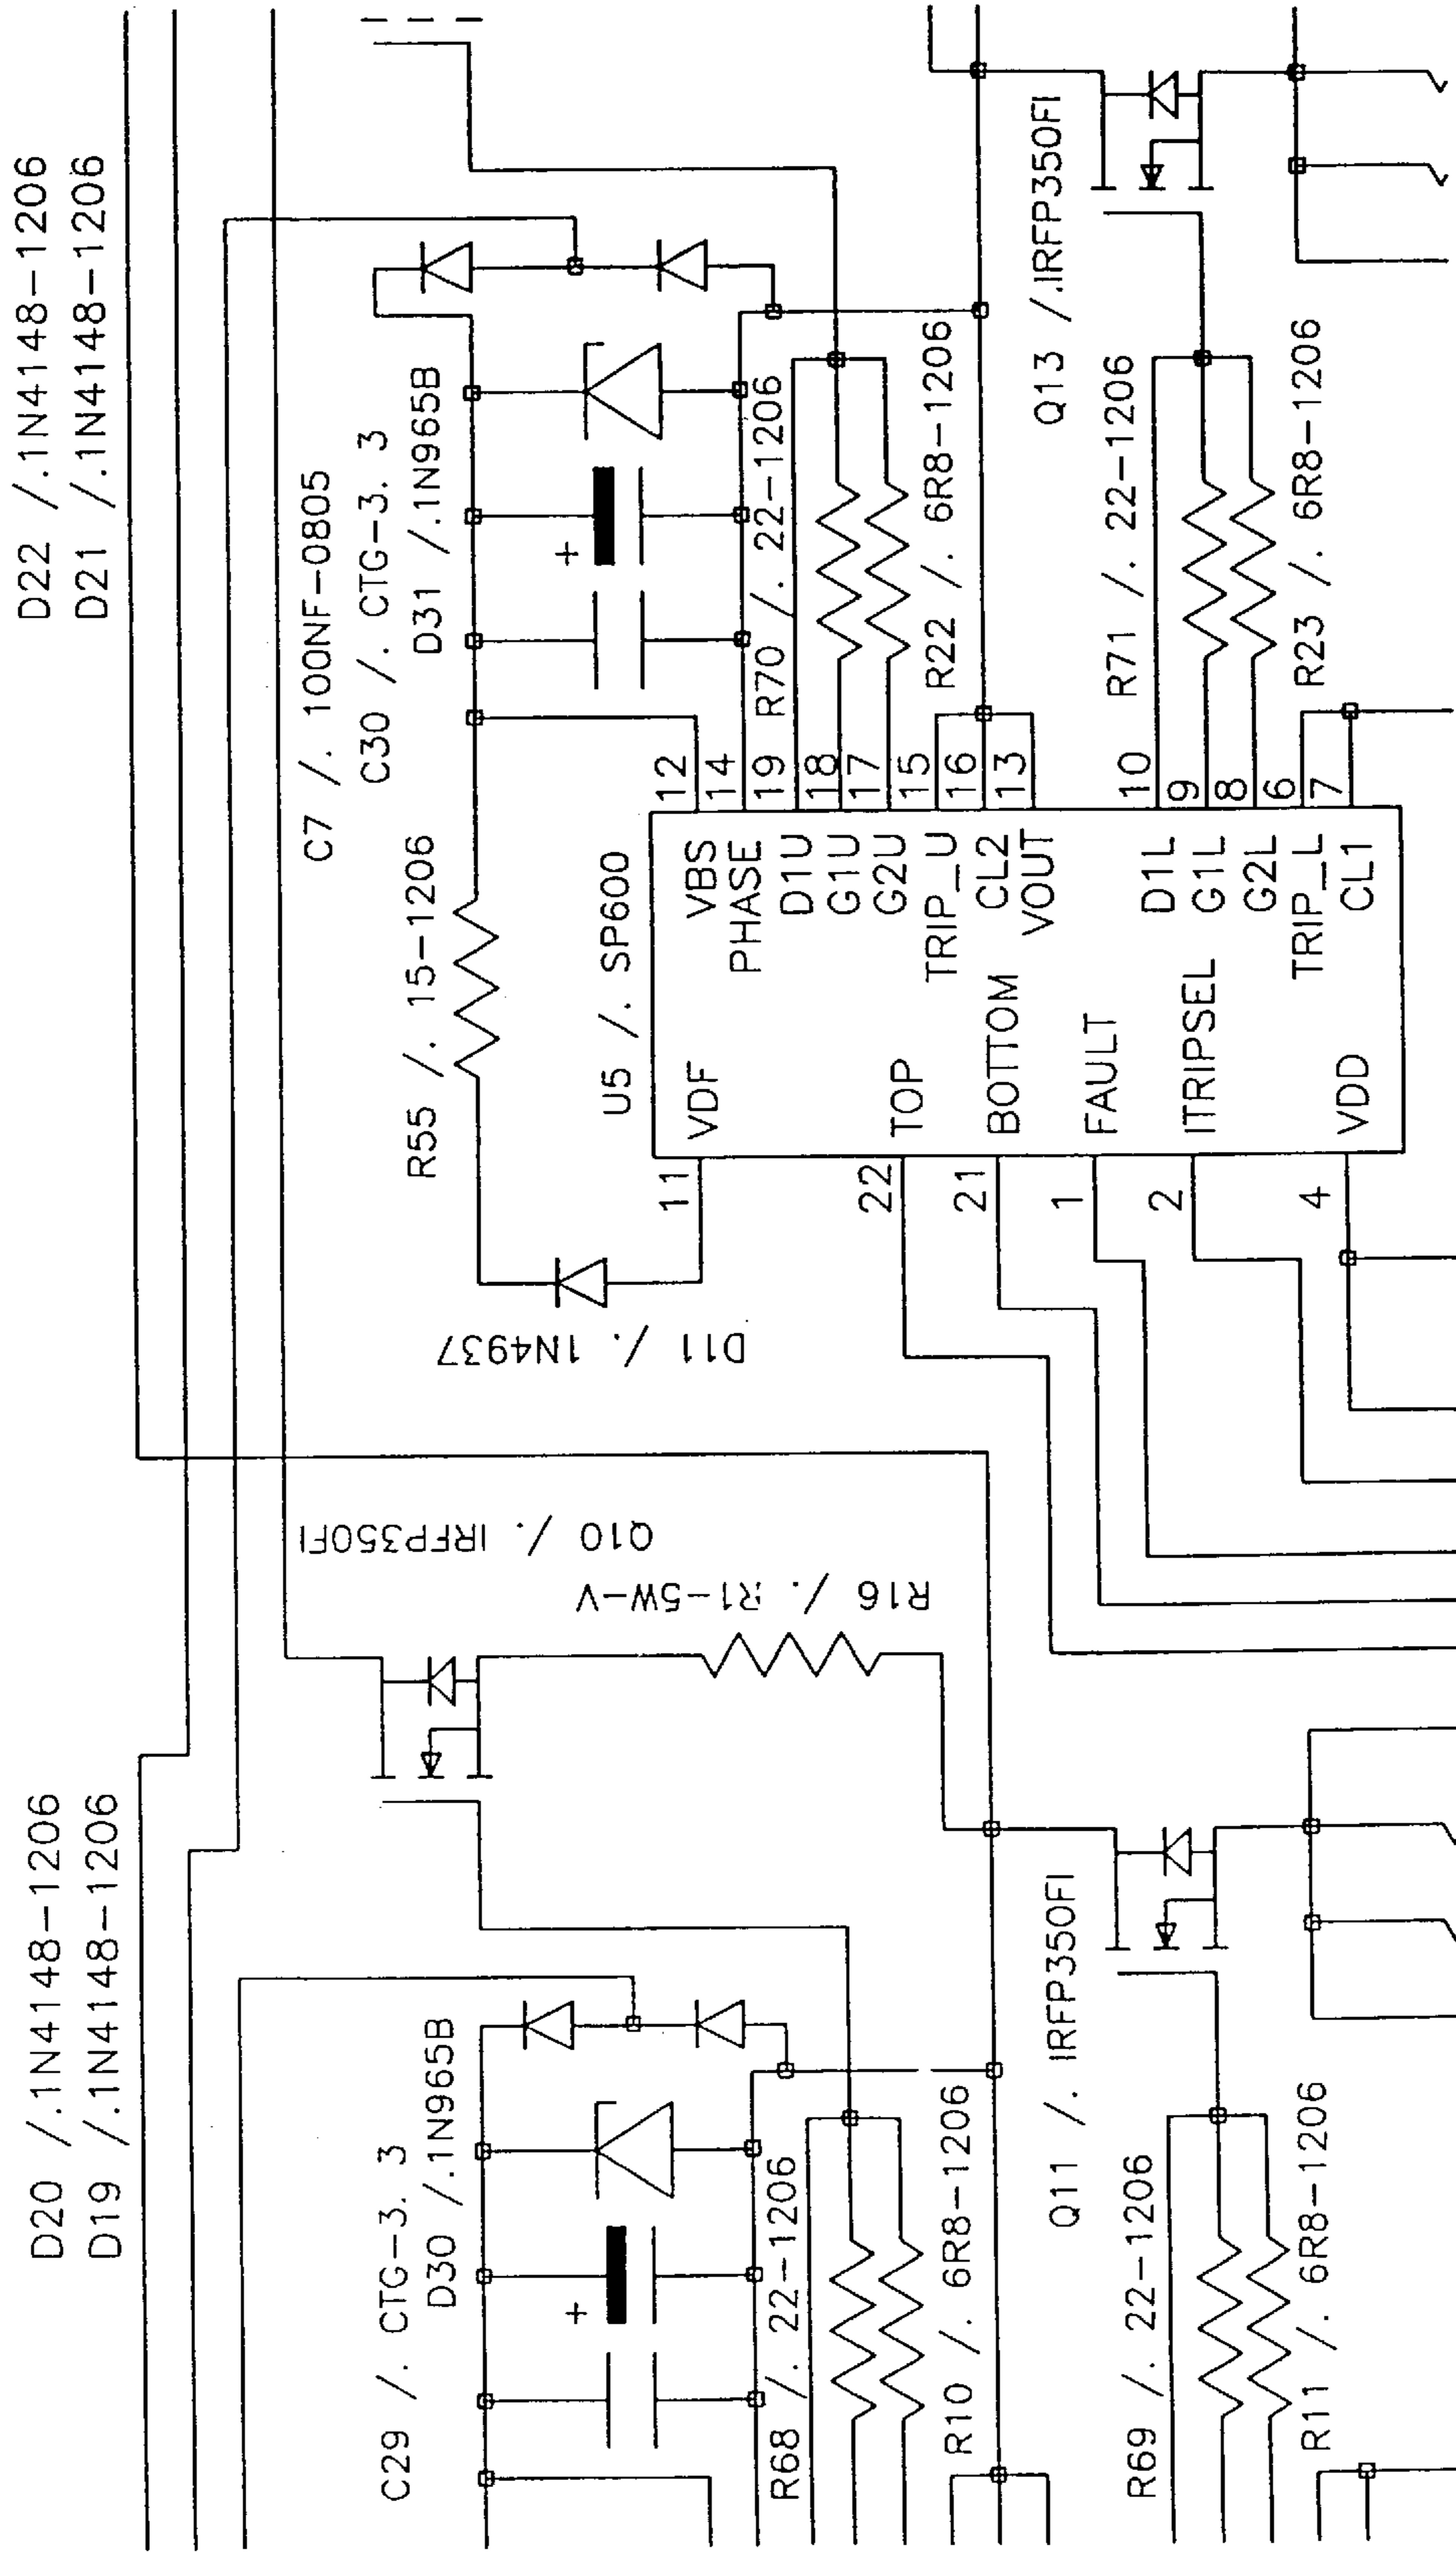 D22 /.1N4148-1206
D21 /.1N4148-1206
C7 /. 100NF-0805
C30 /. CTG-3. 3
D31 /.1N965B
R55 /. 15-1206
U5 /. SP600
D11 /. 1N4937
11
VDF
VBS
12
PHASE
14
D1U
19
G1U
18
G2U
17
TRIP_U
15
CL2
16
VOUT
13
22
TOP
21
BOTTOM
1
FAULT
2
ITRIPSEL
4
VDD
D1L
10
G1L
9
G2L
8
TRIP_L
6
CL1
7
+
R70 /. 22-1206
R22 /. 6R8-1206
R71 /. 22-1206
R23 /. 6R8-1206
Q13 /.IRFP350FI
D20 /.1N4148-1206
D19 /.1N4148-1206
Q10 /. IRFP350FI
R16 /. R1-5W-V
C29 /. CTG-3. 3
D30 /.1N965B
+
R68 /. 22-1206
R10 /. 6R8-1206
Q11 /. IRFP350FI
R69 /. 22-1206
R11 /. 6R8-1206